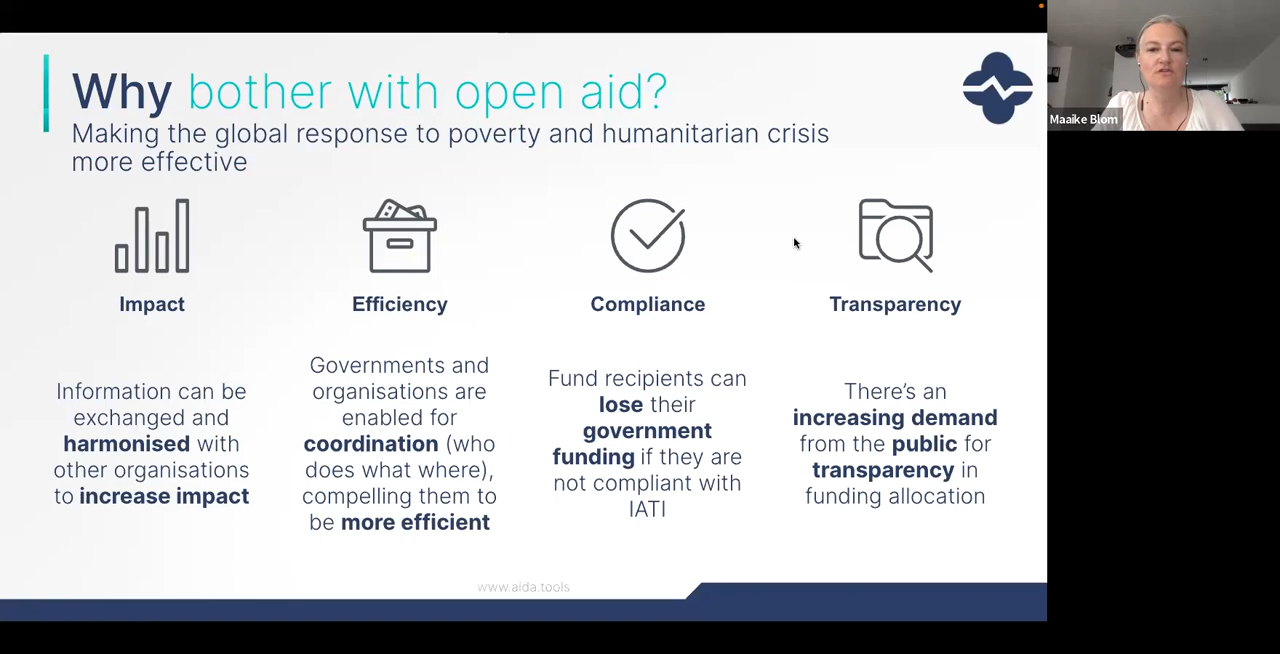 Why bother with open aid?
Making the global response to poverty and humanitarian crisis
more effective
Impact
Information can be
exchanged and
harmonised with
other organisations
to increase impact
Efficiency
Governments and
organisations are
enabled for
coordination (who
does what where),
compelling them to
be more efficient
Compliance
Fund recipients can
lose their
government
funding if they are
not compliant with
IATI
Transparency
There’s an
increasing demand
from the public for
transparency in
funding allocation
www.aida.tools
Maaike Blom